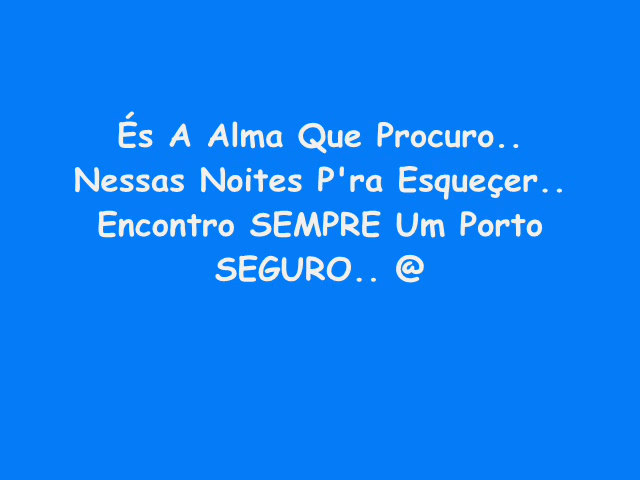 És A Alma Que Procuro..
Nessas Noites P'ra Esqueçer..
Encontro SEMPRE Um Porto
SEGURO.. @